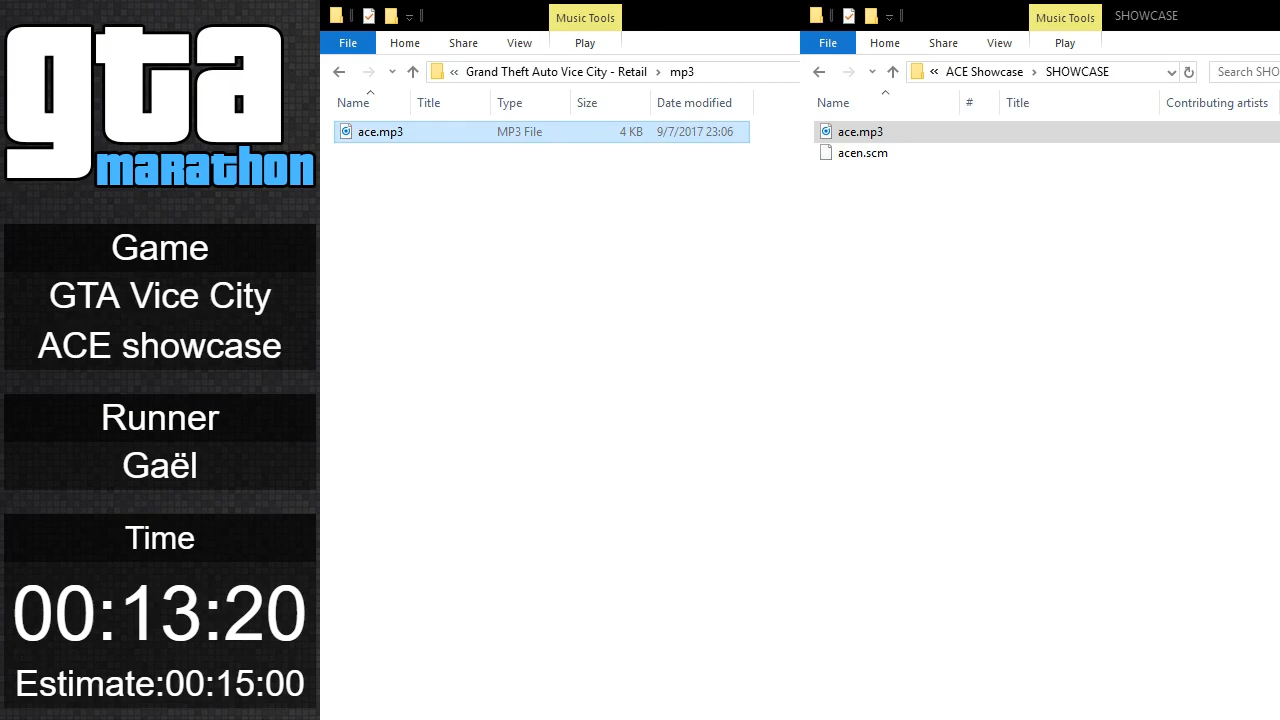 gta
marathon
Game
GTA Vice City
ACE showcase
Runner
Gaël
Time
00:13:20
Estimate:00:15:00
Music Tools
File Home Share View Play
« Grand Theft Auto Vice City - Retail › mp3
Name Title Type Size Date modified
ace.mp3 MP3 File 4 KB 9/7/2017 23:06
Music Tools SHOWCASE
File Home Share View Play
« ACE Showcase › SHOWCASE Search SHO
Name # Title Contributing artists
ace.mp3
acen.scm